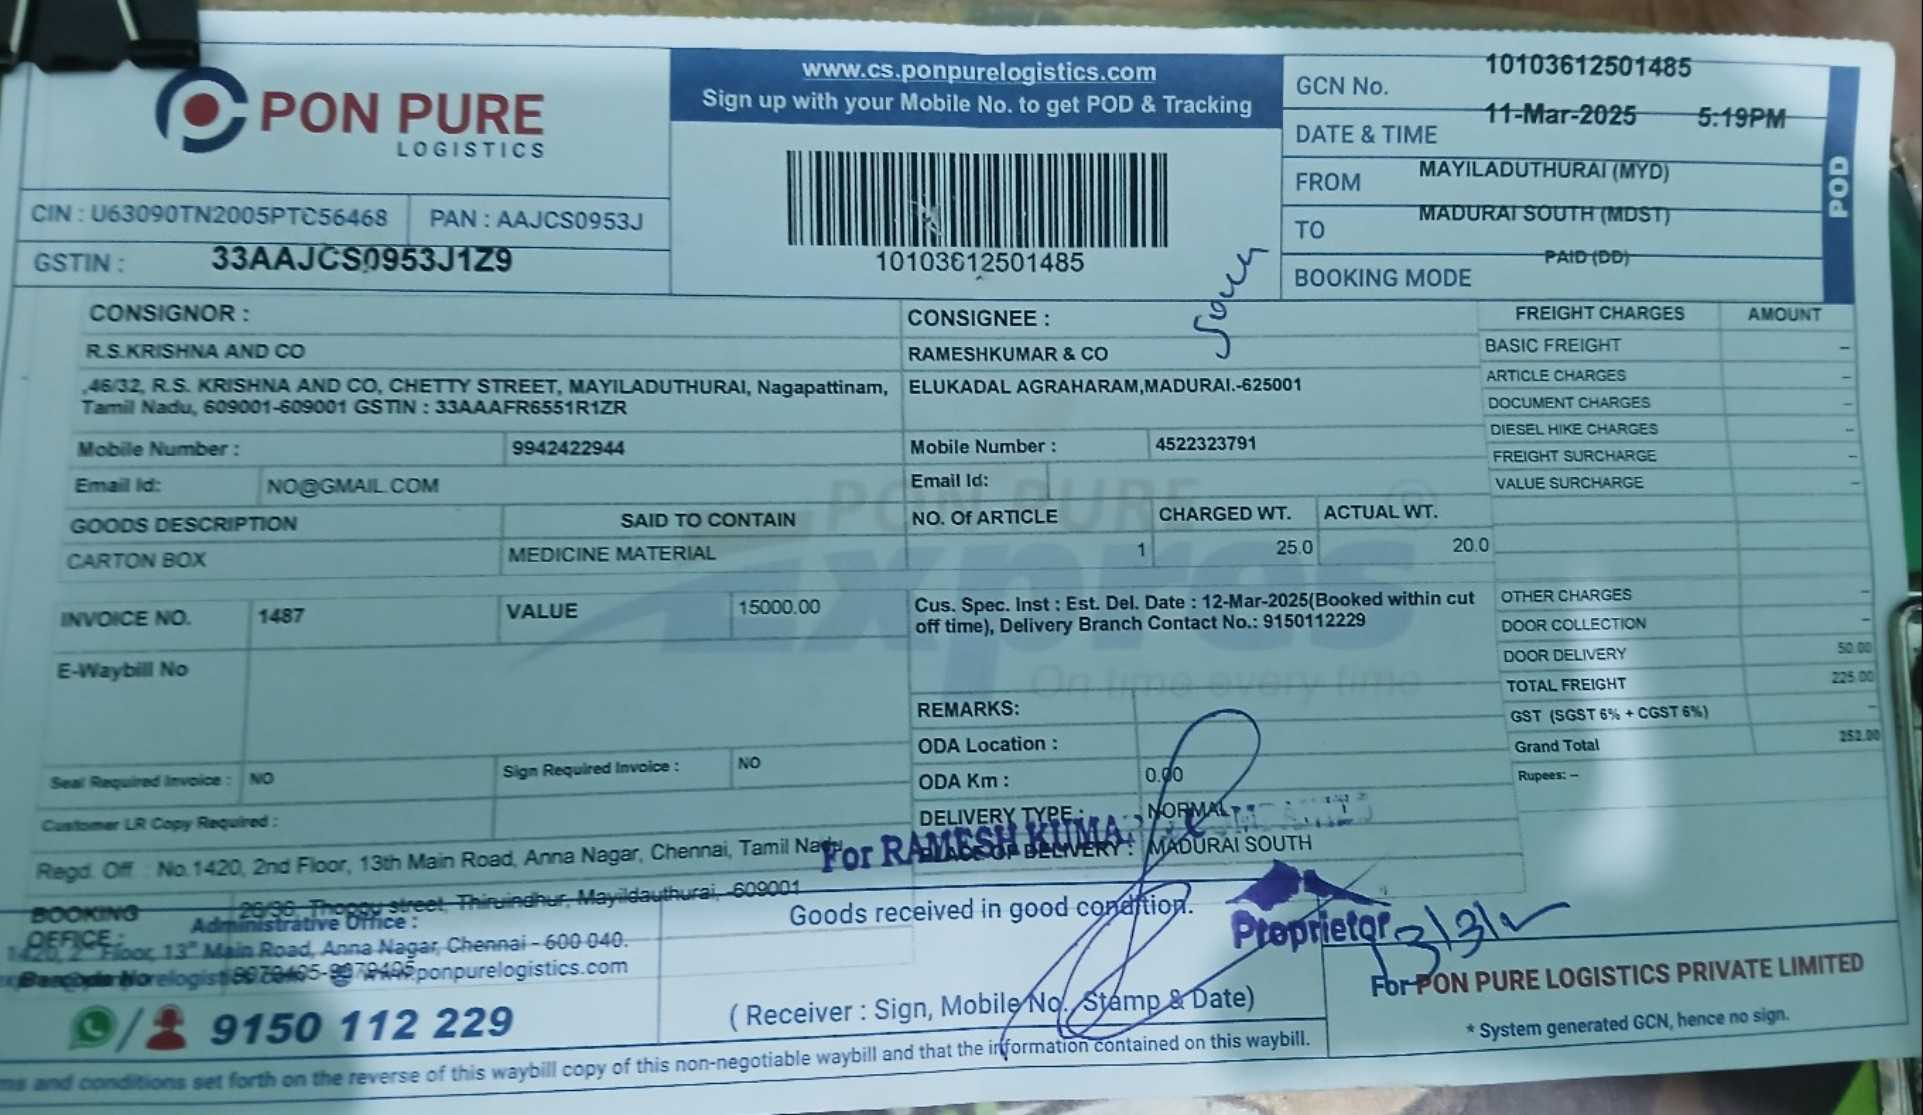 PON PURE
LOGISTICS
www.cs.ponpurelogistics.com
Sign up with your Mobile No. to get POD & Tracking
10103612501485
GCN No. 10103612501485
DATE & TIME 11-Mar-2025 5:19PM
FROM MAYILADUTHURAI (MYD)
TO MADURAI SOUTH (MDST)
BOOKING MODE PAID (DD)
POD
CIN : U63090TN2005PTC56468 PAN : AAJCS0953J
GSTIN : 33AAJCS0953J1Z9
CONSIGNOR :
R.S.KRISHNA AND CO
,46/32, R.S. KRISHNA AND CO, CHETTY STREET, MAYILADUTHURAI, Nagapattinam,
Tamil Nadu, 609001-609001 GSTIN : 33AAAFR6551R1ZR
Mobile Number : 9942422944
Email Id: NO@GMAIL.COM
CONSIGNEE :
RAMESHKUMAR & CO
ELUKADAL AGRAHARAM,MADURAI.-625001
Mobile Number : 4522323791
Email Id:
GOODS DESCRIPTION SAID TO CONTAIN NO. Of ARTICLE CHARGED WT. ACTUAL WT.
CARTON BOX MEDICINE MATERIAL 1 25.0 20.0
INVOICE NO. 1487 VALUE 15000.00
Cus. Spec. Inst : Est. Del. Date : 12-Mar-2025(Booked within cut
off time), Delivery Branch Contact No.: 9150112229
E-Waybill No
REMARKS:
ODA Location :
ODA Km : 0.00
DELIVERY TYPE : NORMAL
PLACE OF DELIVERY : MADURAI SOUTH
Seal Required Invoice : NO Sign Required Invoice : NO
Customer LR Copy Required :
FREIGHT CHARGES AMOUNT
BASIC FREIGHT –
ARTICLE CHARGES –
DOCUMENT CHARGES –
DIESEL HIKE CHARGES –
FREIGHT SURCHARGE –
VALUE SURCHARGE –
OTHER CHARGES –
DOOR COLLECTION –
DOOR DELIVERY 50.00
TOTAL FREIGHT 225.00
GST (SGST 6% + CGST 6%) –
Grand Total 252.00
Rupees: –
PON PURE
Expres
On time every time
Regd. Off : No.1420, 2nd Floor, 13th Main Road, Anna Nagar, Chennai, Tamil Nadu
For RAMESH KUMA
BOOKING OFFICE : 26/36, Thoppu street, Thiruindhur, Mayildauthurai, -609001
Administrative Office :
1420, 2nd Floor, 13th Main Road, Anna Nagar, Chennai - 600 040.
ponpurelogistics.com
9150 112 229
Goods received in good condition.
( Receiver : Sign, Mobile No. Stamp & Date)
Proprietor
For PON PURE LOGISTICS PRIVATE LIMITED
* System generated GCN, hence no sign.
ms and conditions set forth on the reverse of this waybill copy of this non-negotiable waybill and that the information contained on this waybill.